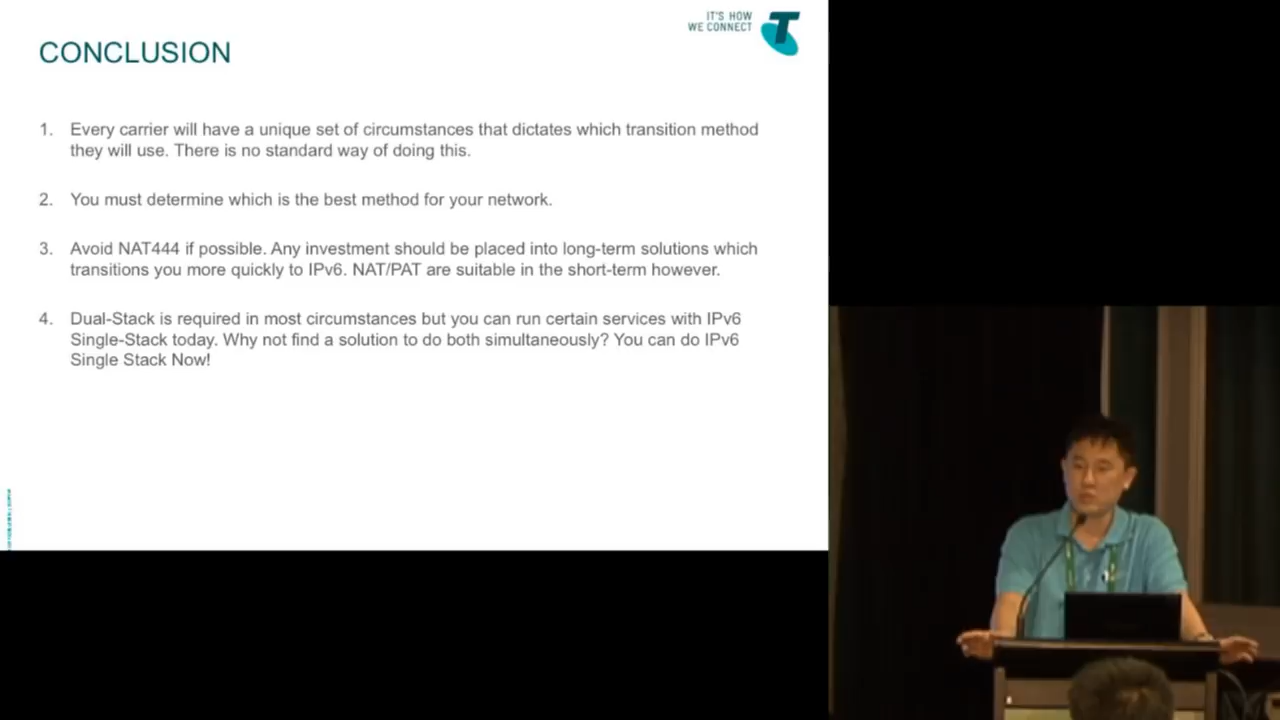 IT'S HOW
WE CONNECT
CONCLUSION
1. Every carrier will have a unique set of circumstances that dictates which transition method
they will use. There is no standard way of doing this.
2. You must determine which is the best method for your network.
3. Avoid NAT444 if possible. Any investment should be placed into long-term solutions which
transitions you more quickly to IPv6. NAT/PAT are suitable in the short-term however.
4. Dual-Stack is required in most circumstances but you can run certain services with IPv6
Single-Stack today. Why not find a solution to do both simultaneously? You can do IPv6
Single Stack Now!